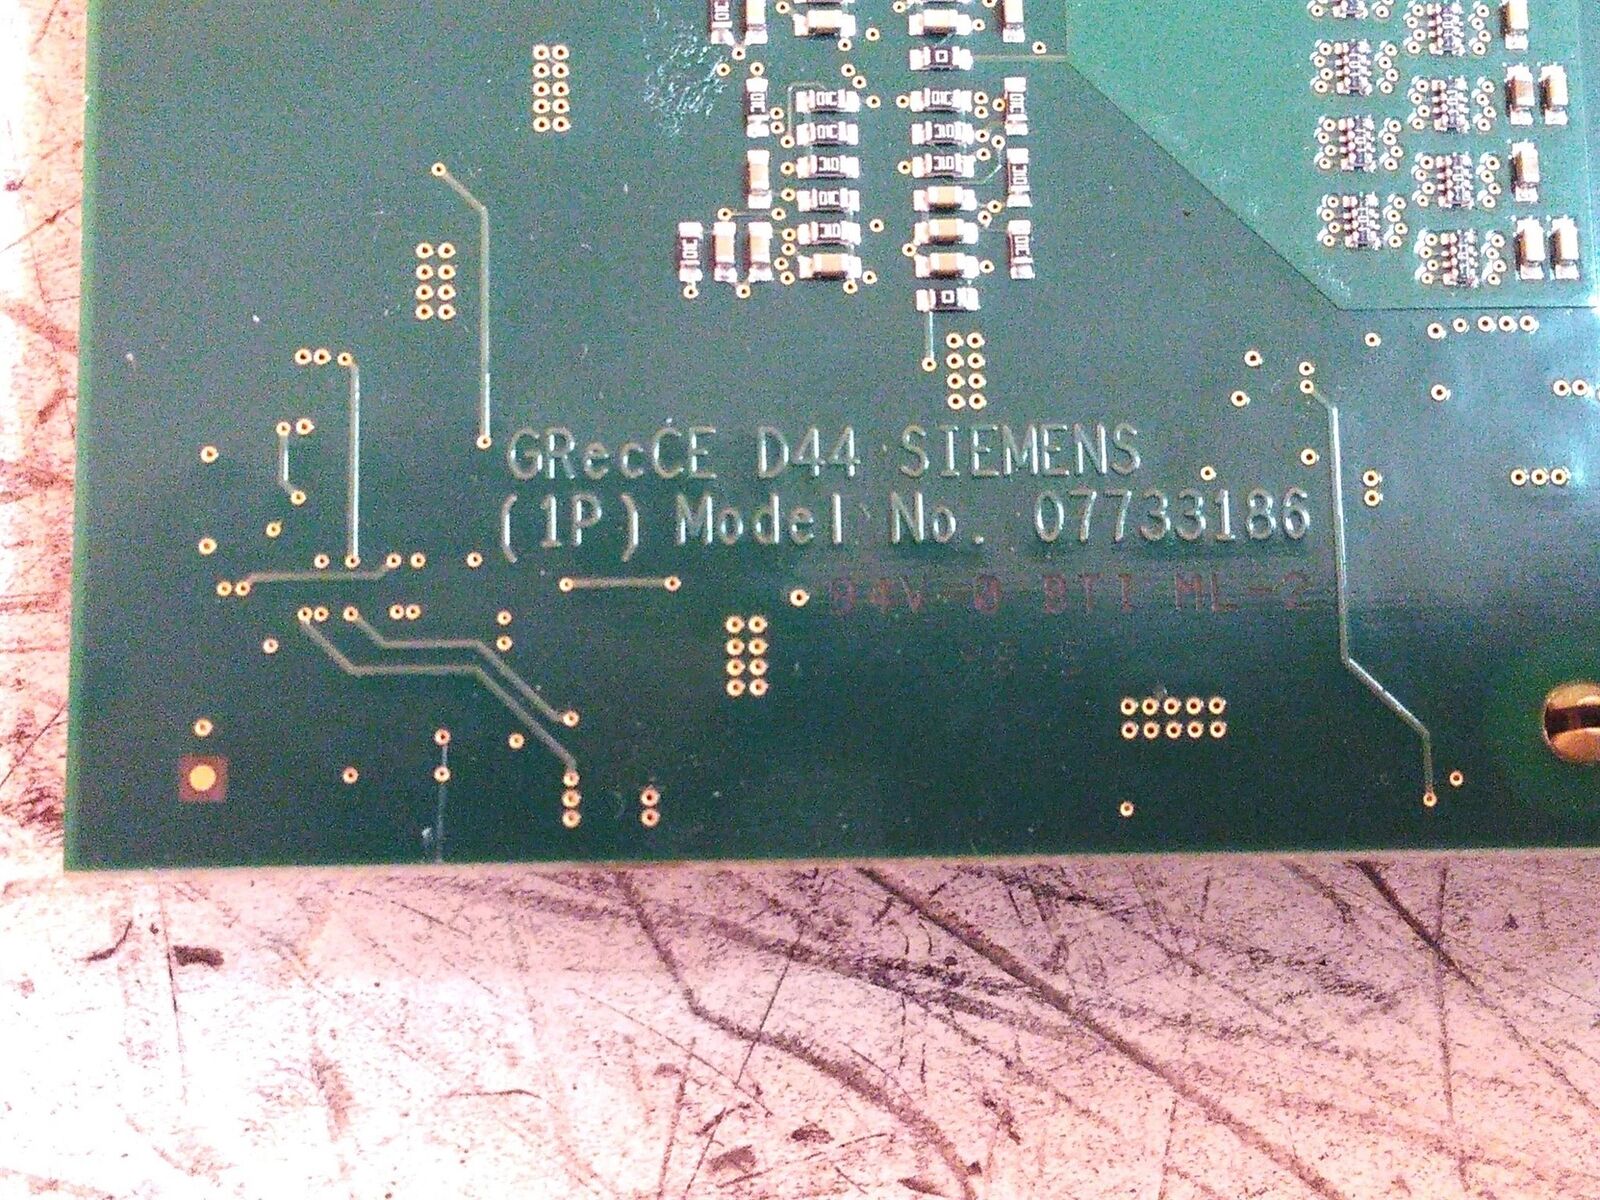 GRecCE D44 SIEMENS
(1P) Model No. 07733186
94V-0 BTI ML-2